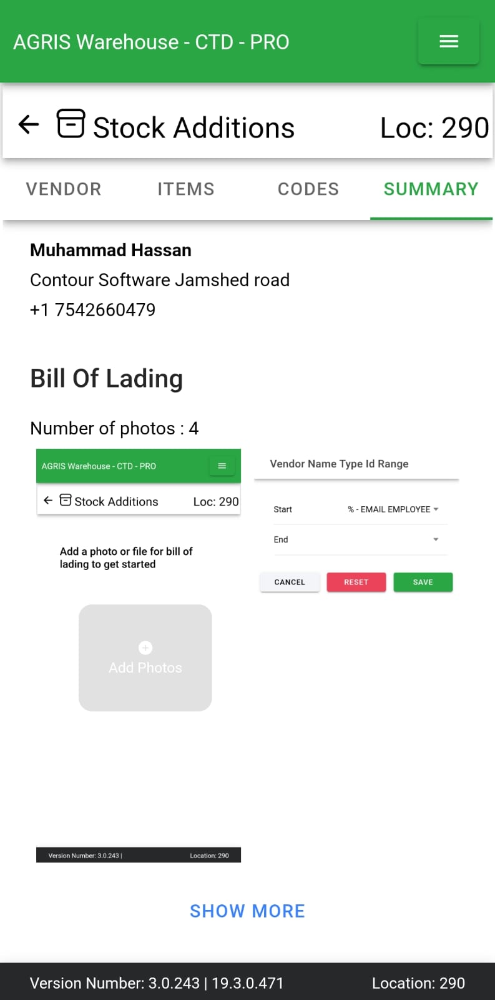 AGRIS Warehouse - CTD - PRO
Stock Additions Loc: 290
VENDOR ITEMS CODES SUMMARY
Muhammad Hassan
Contour Software Jamshed road
+1 7542660479
Bill Of Lading
Number of photos : 4
AGRIS Warehouse - CTD - PRO
Stock Additions Loc: 290
Add a photo or file for bill of
lading to get started
Add Photos
Version Number: 3.0.243 | Location: 290
Vendor Name Type Id Range
Start % - EMAIL EMPLOYEE
End
CANCEL RESET SAVE
SHOW MORE
Version Number: 3.0.243 | 19.3.0.471 Location: 290